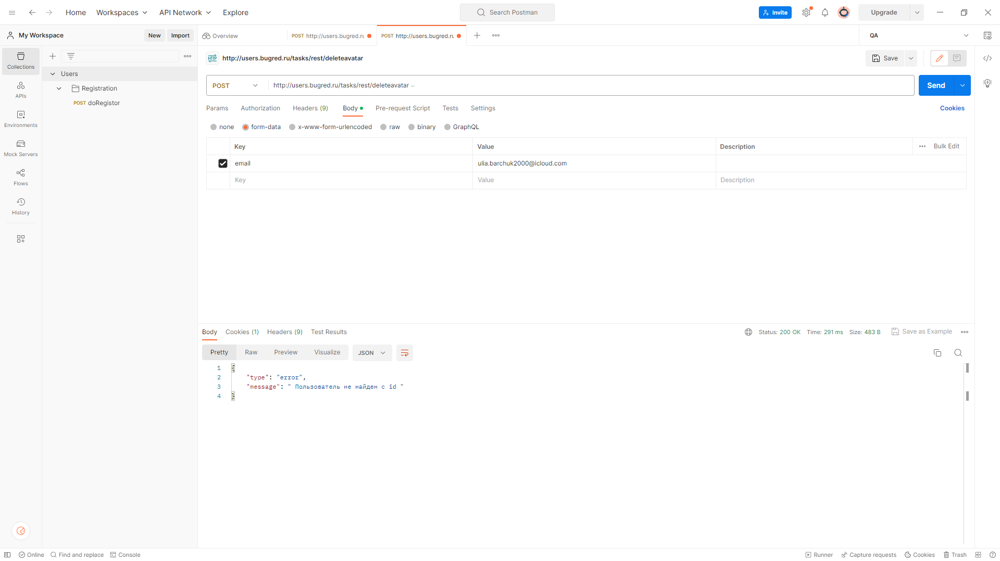 Home Workspaces API Network Explore Search Postman Invite Upgrade
My Workspace New Import Overview POST http://users.bugred.ru POST http://users.bugred.ru QA
Collections
APIs
Environments
Mock Servers
Flows
History
Users
Registration
POST doRegistor
HTTP http://users.bugred.ru/tasks/rest/deleteavatar Save
POST http://users.bugred.ru/tasks/rest/deleteavatar Send
Params Authorization Headers (9) Body Pre-request Script Tests Settings Cookies
none form-data x-www-form-urlencoded raw binary GraphQL
Key Value Description Bulk Edit
email ulia.barchuk2000@icloud.com
Key Value Description
Body Cookies (1) Headers (9) Test Results Status: 200 OK Time: 291 ms Size: 483 B Save as Example
Pretty Raw Preview Visualize JSON
1 {
2 "type": "error",
3 "message": " Пользователь не найден с id "
4 }
Online Find and replace Console Runner Capture requests Cookies Trash